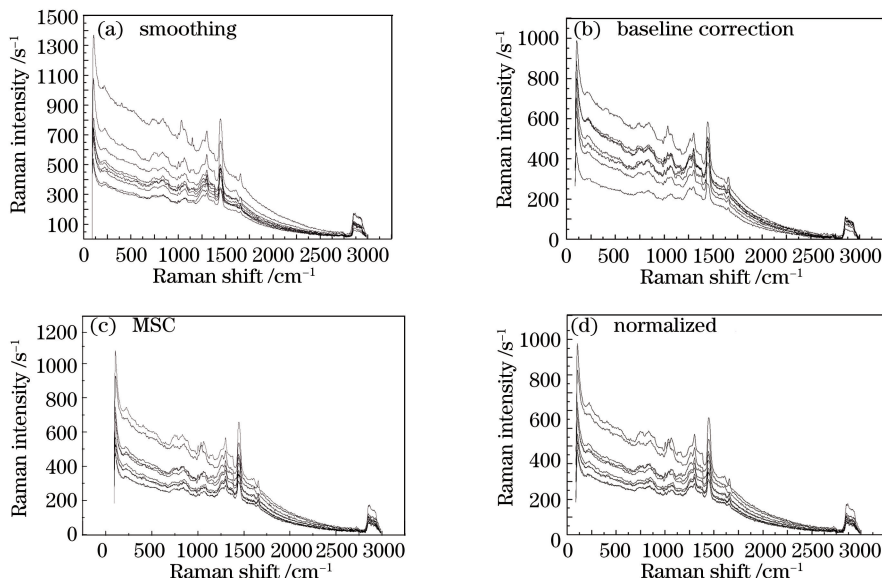 (a) smoothing
Raman intensity /s⁻¹
1500
1300
1100
900
700
500
300
100
0 500 1000 1500 2000 2500 3000
Raman shift /cm⁻¹
(b) baseline correction
Raman intensity /s⁻¹
1000
800
600
400
200
0
0 500 1000 1500 2000 2500 3000
Raman shift /cm⁻¹
(c) MSC
Raman intensity /s⁻¹
1200
1000
800
600
400
200
0
0 500 1000 1500 2000 2500 3000
Raman shift /cm⁻¹
(d) normalized
Raman intensity /s⁻¹
1000
800
600
400
200
0
0 500 1000 1500 2000 2500 3000
Raman shift /cm⁻¹